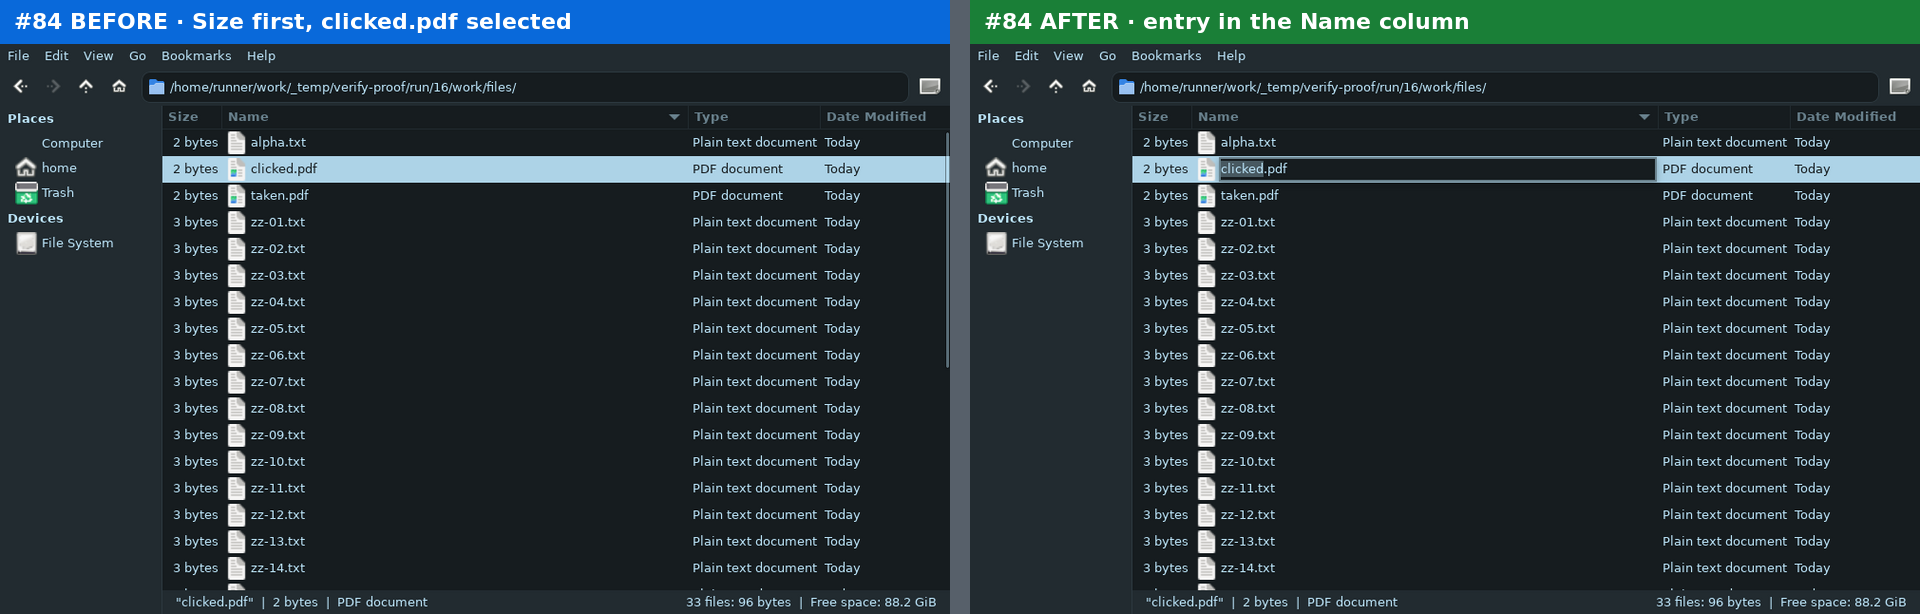 #84 BEFORE · Size first, clicked.pdf selected
File Edit View Go Bookmarks Help
/home/runner/work/_temp/verify-proof/run/16/work/files/
Places
Computer
home
Trash
Devices
File System
Size Name Type Date Modified
2 bytes alpha.txt Plain text document Today
2 bytes clicked.pdf PDF document Today
2 bytes taken.pdf PDF document Today
3 bytes zz-01.txt Plain text document Today
3 bytes zz-02.txt Plain text document Today
3 bytes zz-03.txt Plain text document Today
3 bytes zz-04.txt Plain text document Today
3 bytes zz-05.txt Plain text document Today
3 bytes zz-06.txt Plain text document Today
3 bytes zz-07.txt Plain text document Today
3 bytes zz-08.txt Plain text document Today
3 bytes zz-09.txt Plain text document Today
3 bytes zz-10.txt Plain text document Today
3 bytes zz-11.txt Plain text document Today
3 bytes zz-12.txt Plain text document Today
3 bytes zz-13.txt Plain text document Today
3 bytes zz-14.txt Plain text document Today
"clicked.pdf" | 2 bytes | PDF document 33 files: 96 bytes | Free space: 88.2 GiB
#84 AFTER · entry in the Name column
File Edit View Go Bookmarks Help
/home/runner/work/_temp/verify-proof/run/16/work/files/
Places
Computer
home
Trash
Devices
File System
Size Name Type Date Modified
2 bytes alpha.txt Plain text document Today
2 bytes clicked.pdf PDF document Today
2 bytes taken.pdf PDF document Today
3 bytes zz-01.txt Plain text document Today
3 bytes zz-02.txt Plain text document Today
3 bytes zz-03.txt Plain text document Today
3 bytes zz-04.txt Plain text document Today
3 bytes zz-05.txt Plain text document Today
3 bytes zz-06.txt Plain text document Today
3 bytes zz-07.txt Plain text document Today
3 bytes zz-08.txt Plain text document Today
3 bytes zz-09.txt Plain text document Today
3 bytes zz-10.txt Plain text document Today
3 bytes zz-11.txt Plain text document Today
3 bytes zz-12.txt Plain text document Today
3 bytes zz-13.txt Plain text document Today
3 bytes zz-14.txt Plain text document Today
"clicked.pdf" | 2 bytes | PDF document 33 files: 96 bytes | Free space: 88.2 GiB